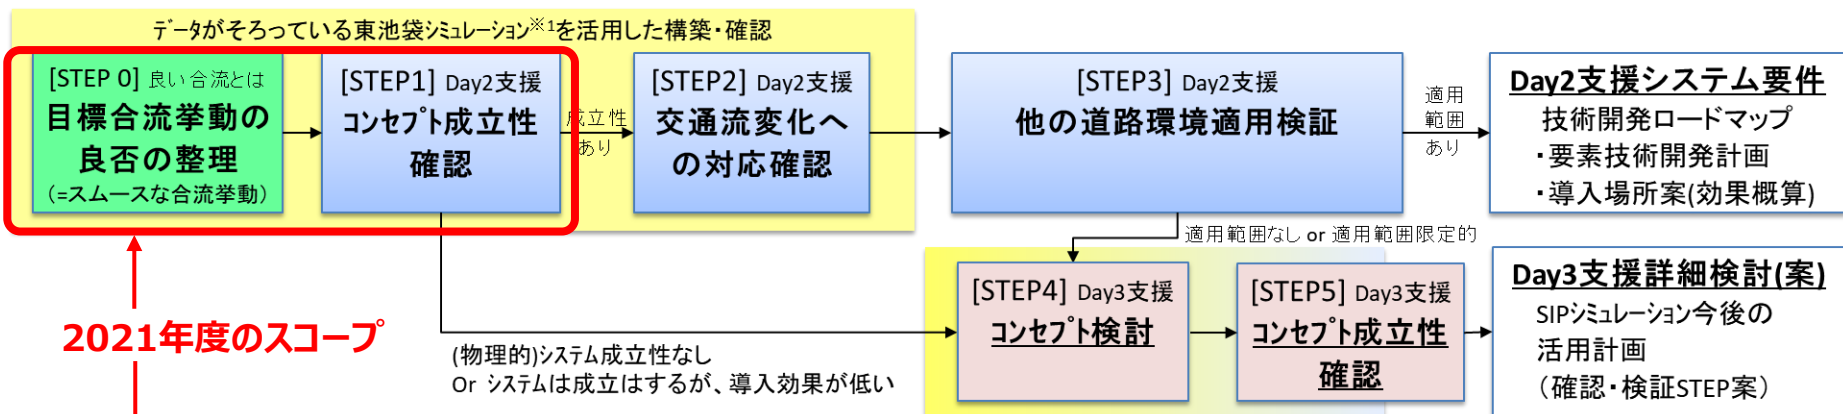 データがそろっている東池袋シミュレーション※1を活用した構築・確認
[STEP 0] 良い合流とは
目標合流挙動の
良否の整理
(=スムースな合流挙動)
[STEP1] Day2支援
コンセプト成立性
確認
成立性
あり
[STEP2] Day2支援
交通流変化へ
の対応確認
[STEP3] Day2支援
他の道路環境適用検証
適用
範囲
あり
Day2支援システム要件
技術開発ロードマップ
・要素技術開発計画
・導入場所案(効果概算)
適用範囲なし or 適用範囲限定的
2021年度のスコープ
(物理的)システム成立性なし
Or システムは成立はするが、導入効果が低い
[STEP4] Day3支援
コンセプト検討
[STEP5] Day3支援
コンセプト成立性
確認
Day3支援詳細検討(案)
SIPシミュレーション今後の
活用計画
（確認・検証STEP案）